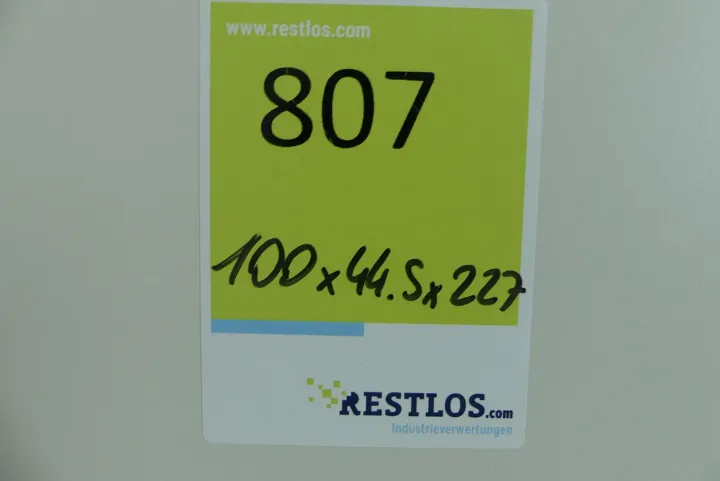 www.restlos.com
807
100x44.5x227
RESTLOS.com
Industrieverwertungen